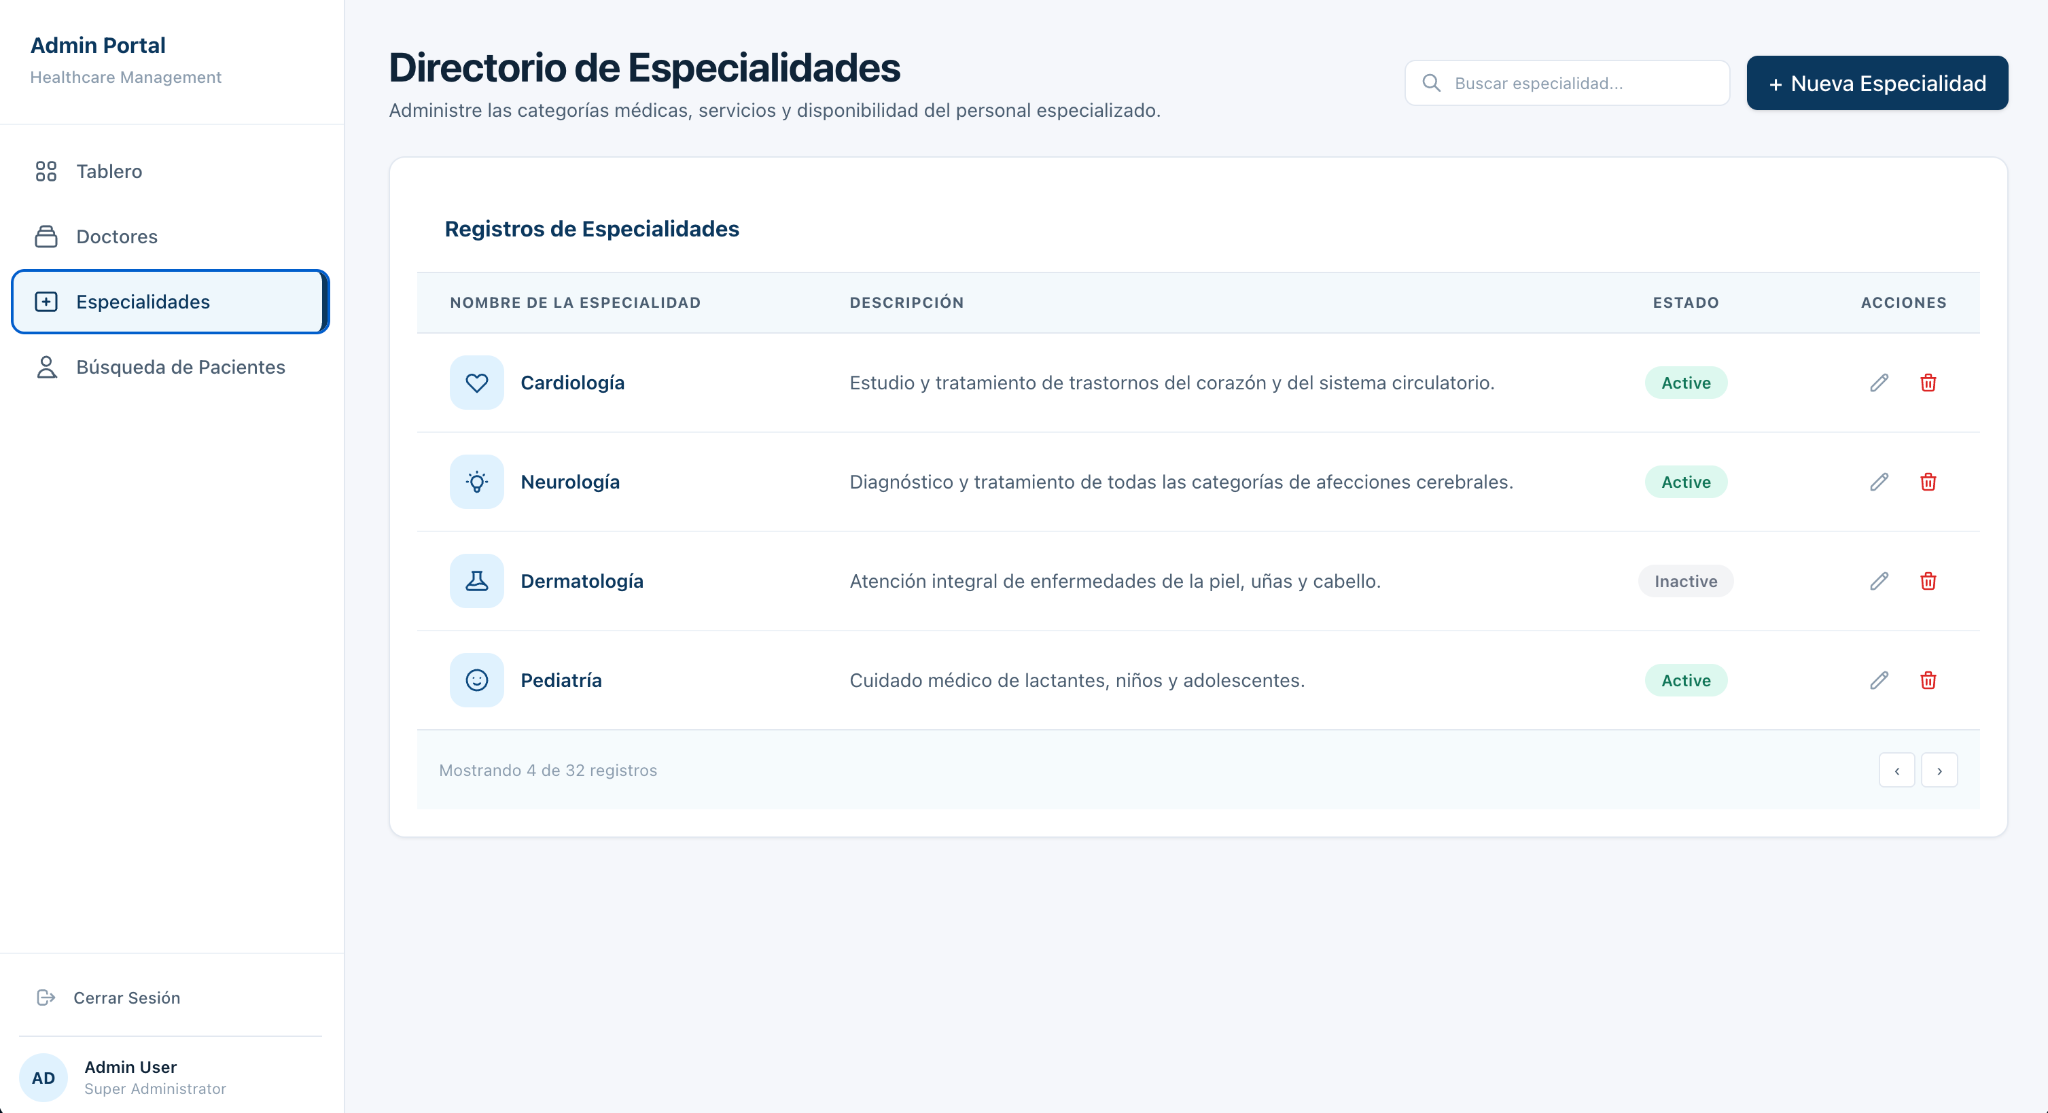 Admin Portal
Healthcare Management
Tablero
Doctores
Especialidades
Búsqueda de Pacientes
Cerrar Sesión
AD
Admin User
Super Administrator
Directorio de Especialidades
Administre las categorías médicas, servicios y disponibilidad del personal especializado.
Buscar especialidad...
+ Nueva Especialidad
Registros de Especialidades
NOMBRE DE LA ESPECIALIDAD DESCRIPCIÓN ESTADO ACCIONES
Cardiología Estudio y tratamiento de trastornos del corazón y del sistema circulatorio. Active
Neurología Diagnóstico y tratamiento de todas las categorías de afecciones cerebrales. Active
Dermatología Atención integral de enfermedades de la piel, uñas y cabello. Inactive
Pediatría Cuidado médico de lactantes, niños y adolescentes. Active
Mostrando 4 de 32 registros ‹ ›